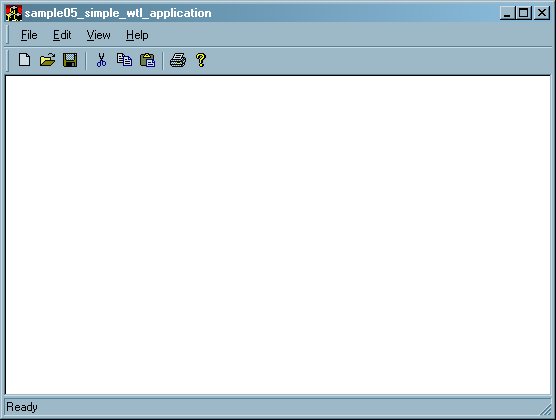 sample05_simple_wtl_application
File Edit View Help
Ready